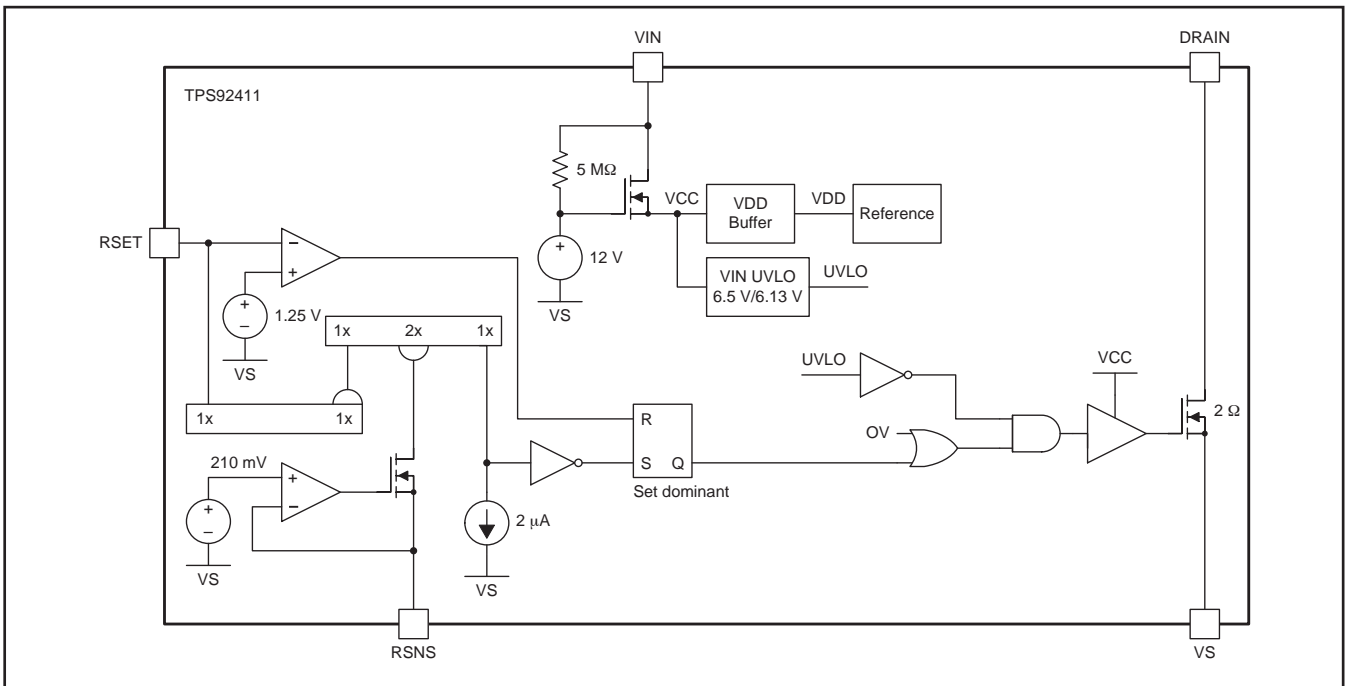 VIN
DRAIN
TPS92411
5 MΩ
VCC
VDD
Buffer
VDD
Reference
RSET
−
+
+
12 V
VS
VIN UVLO
6.5 V/6.13 V
UVLO
+
−
1.25 V
VS
1x 2x 1x
1x 1x
UVLO
VCC
2 Ω
R
S Q
Set dominant
OV
210 mV
+
−
+
−
VS
2 μA
VS
RSNS
VS